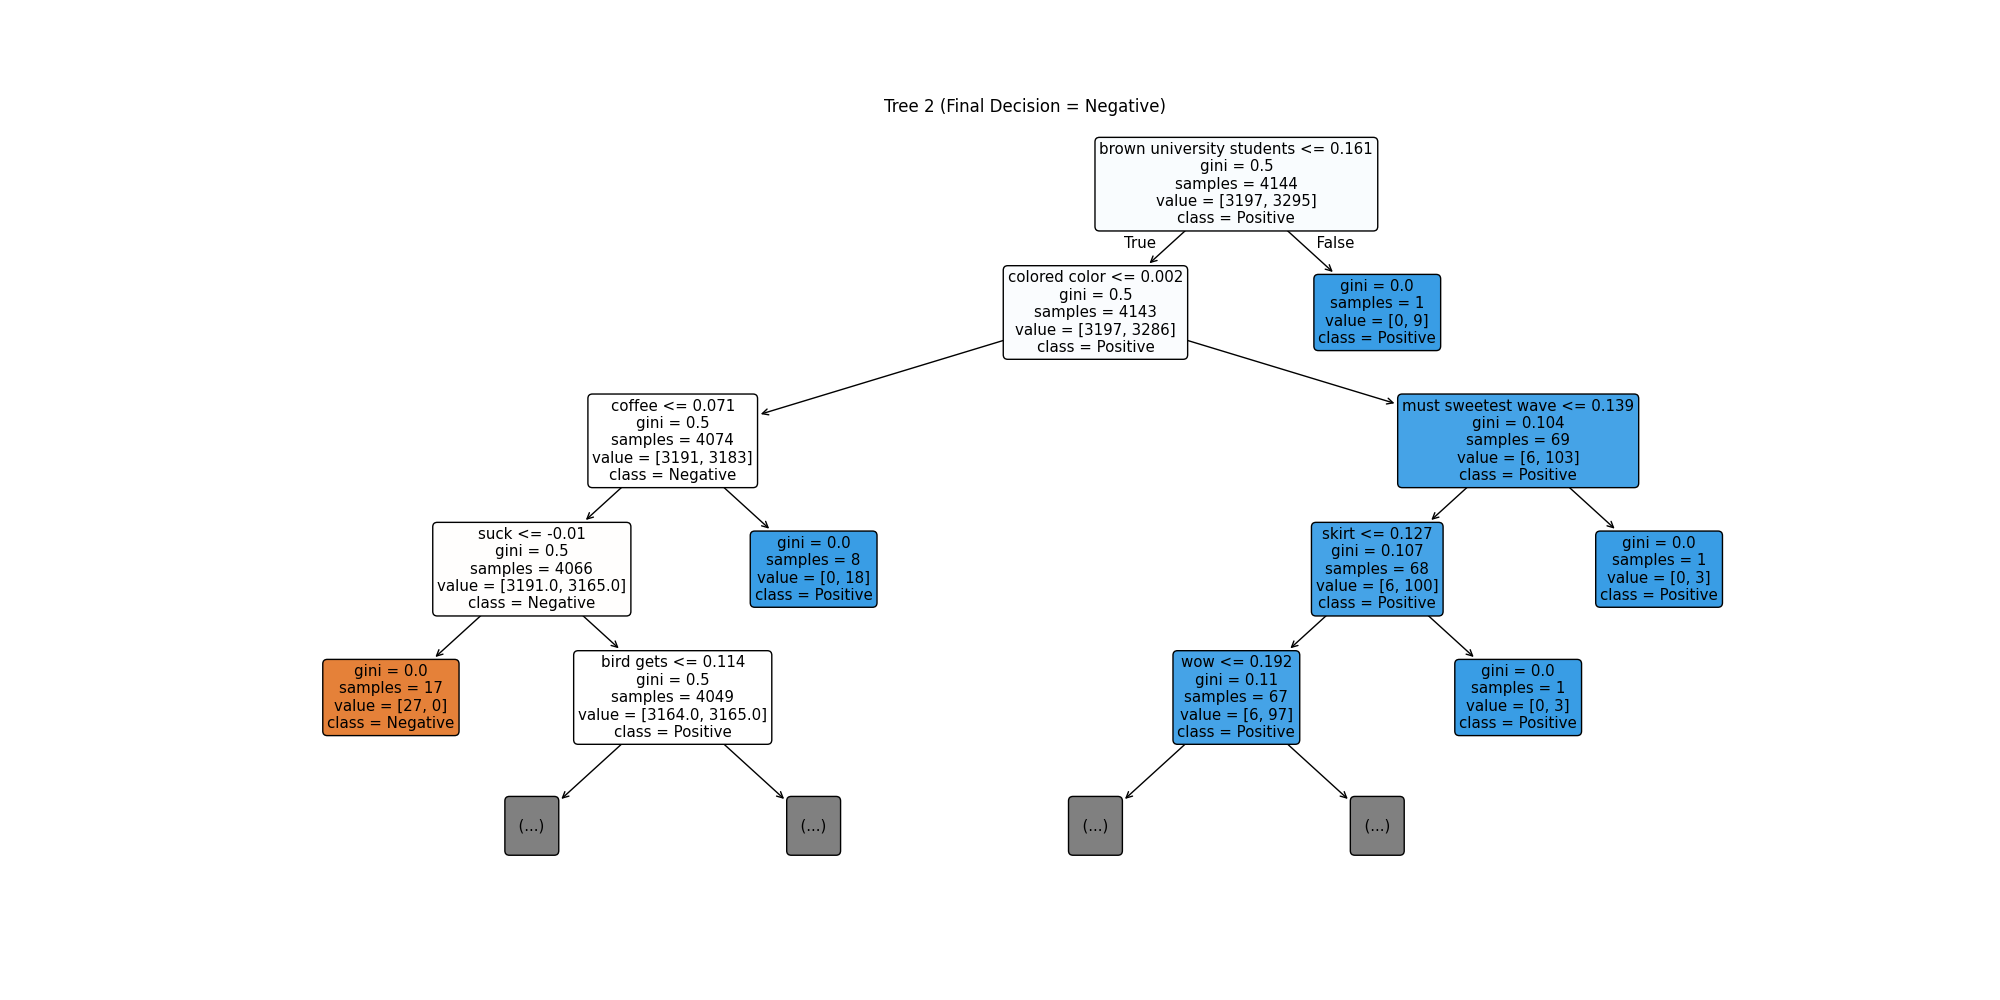 Tree 2 (Final Decision = Negative)
brown university students <= 0.161
gini = 0.5
samples = 4144
value = [3197, 3295]
class = Positive
True
False
colored color <= 0.002
gini = 0.5
samples = 4143
value = [3197, 3286]
class = Positive
gini = 0.0
samples = 1
value = [0, 9]
class = Positive
coffee <= 0.071
gini = 0.5
samples = 4074
value = [3191, 3183]
class = Negative
must sweetest wave <= 0.139
gini = 0.104
samples = 69
value = [6, 103]
class = Positive
suck <= -0.01
gini = 0.5
samples = 4066
value = [3191.0, 3165.0]
class = Negative
gini = 0.0
samples = 8
value = [0, 18]
class = Positive
skirt <= 0.127
gini = 0.107
samples = 68
value = [6, 100]
class = Positive
gini = 0.0
samples = 1
value = [0, 3]
class = Positive
gini = 0.0
samples = 17
value = [27, 0]
class = Negative
bird gets <= 0.114
gini = 0.5
samples = 4049
value = [3164.0, 3165.0]
class = Positive
wow <= 0.192
gini = 0.11
samples = 67
value = [6, 97]
class = Positive
gini = 0.0
samples = 1
value = [0, 3]
class = Positive
(...)
(...)
(...)
(...)